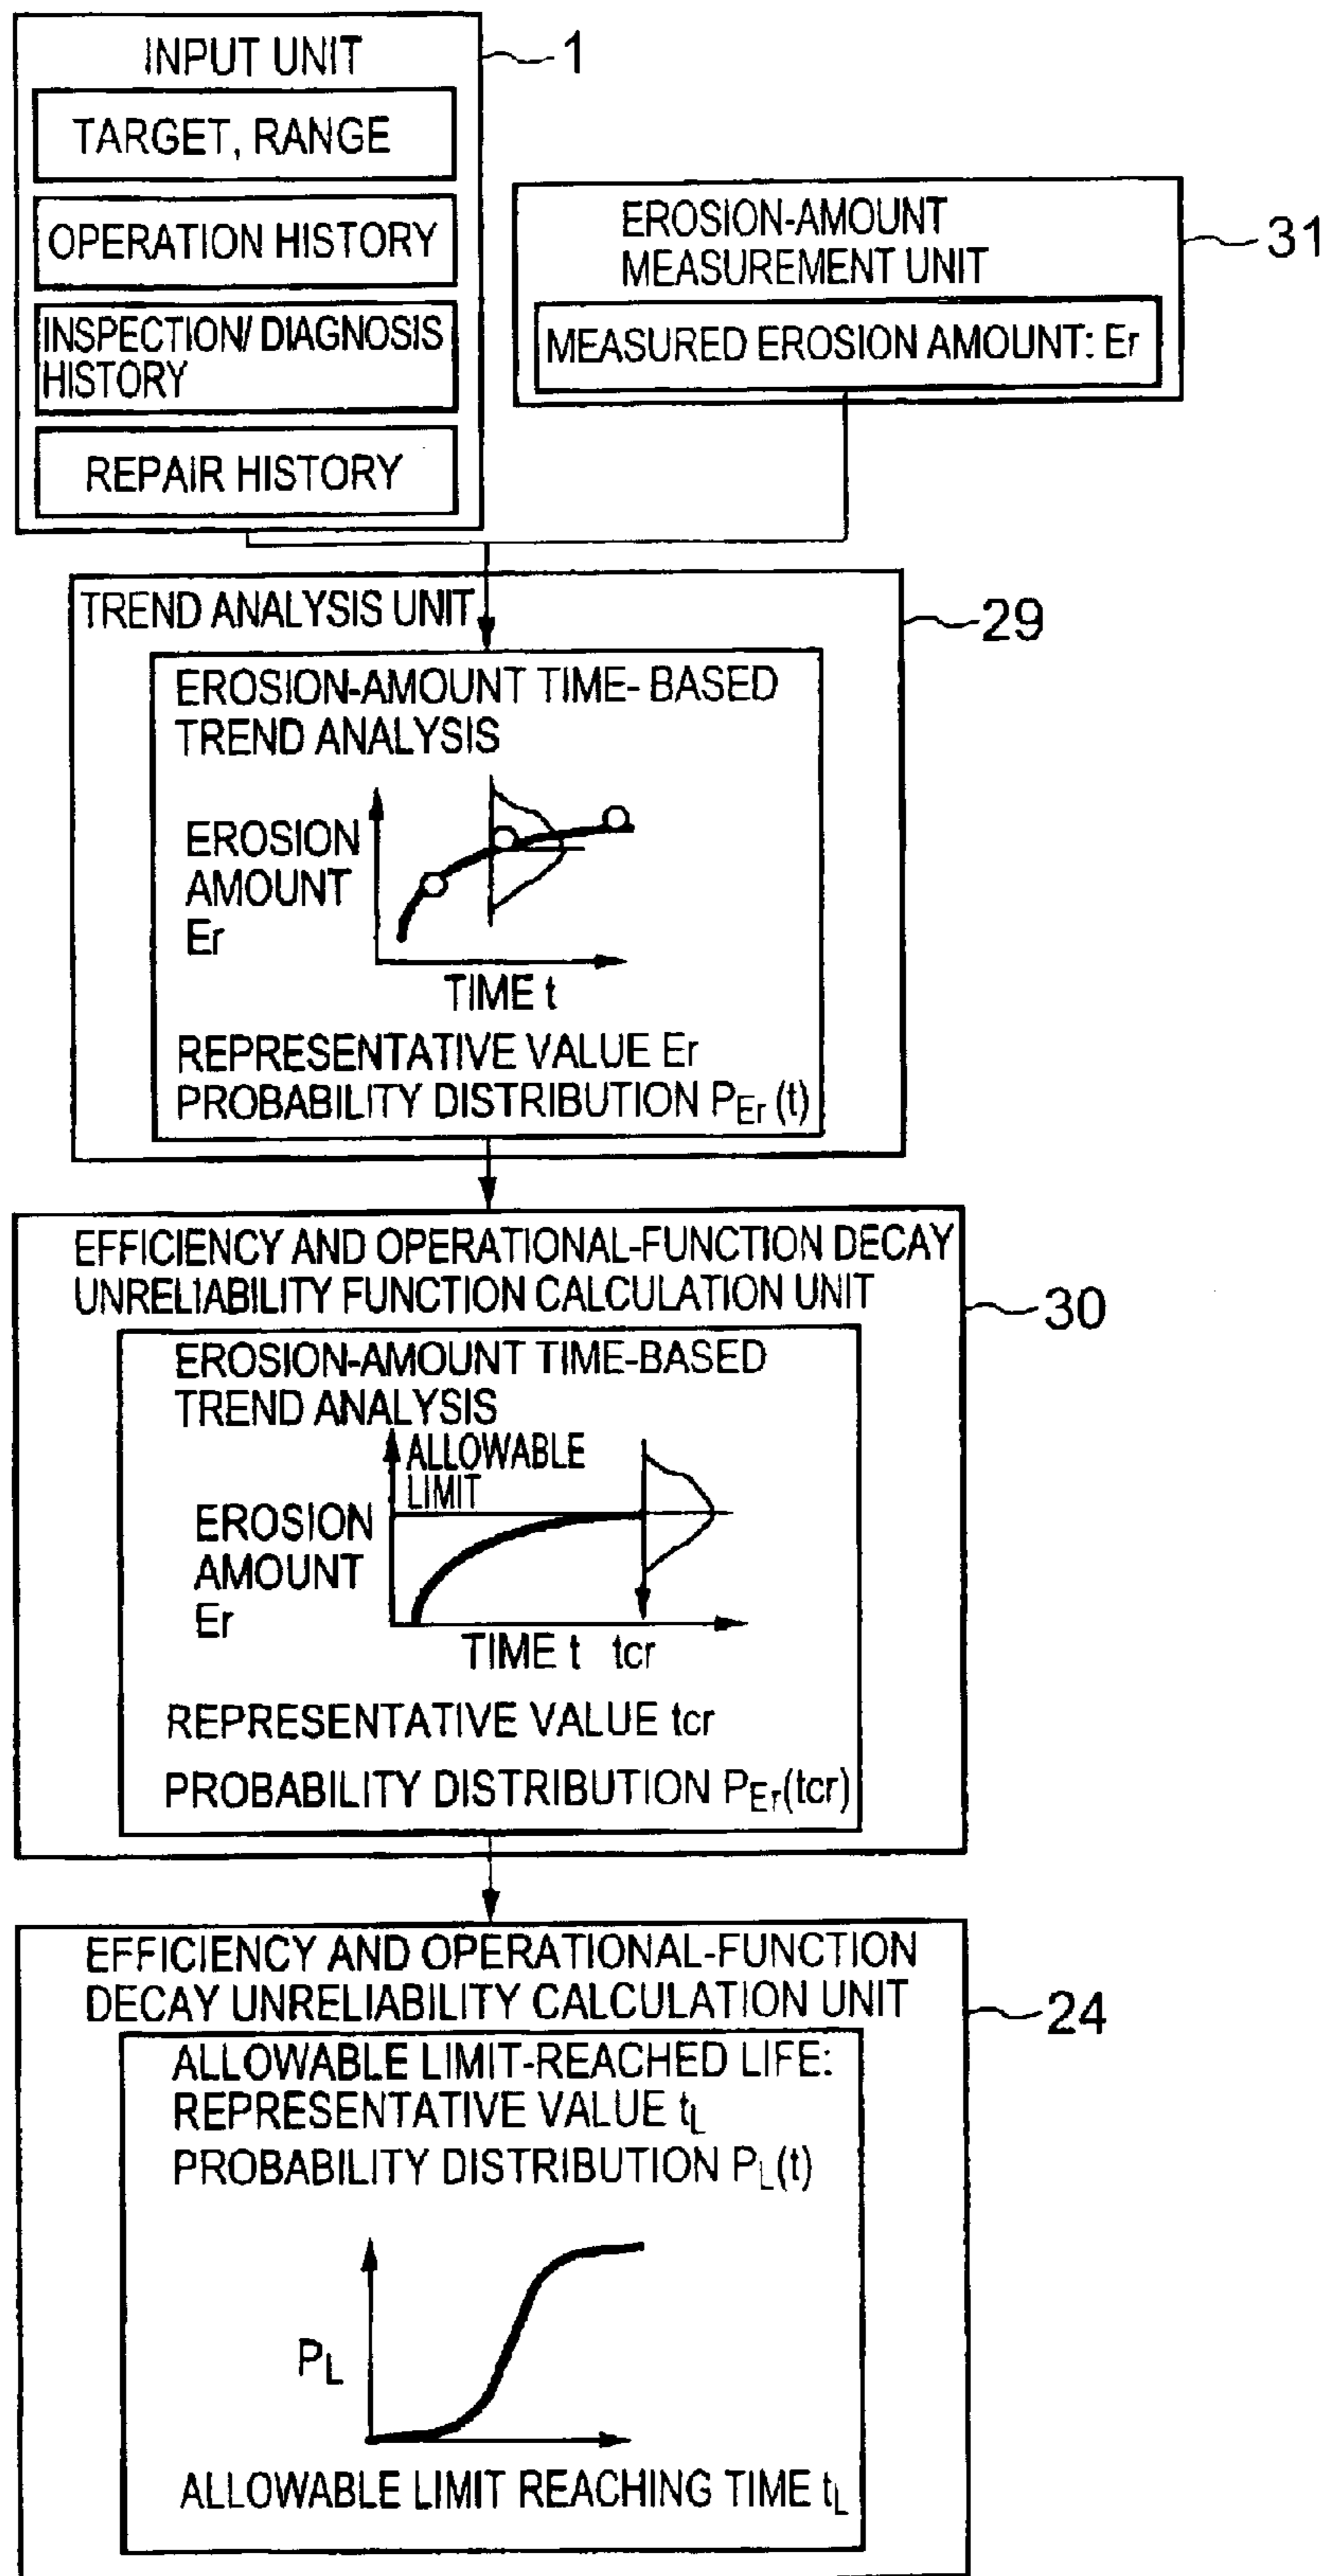 INPUT UNIT
1
TARGET, RANGE
OPERATION HISTORY
INSPECTION/ DIAGNOSIS
HISTORY
REPAIR HISTORY
EROSION-AMOUNT
MEASUREMENT UNIT
31
MEASURED EROSION AMOUNT: Er
TREND ANALYSIS UNIT
29
EROSION-AMOUNT TIME- BASED
TREND ANALYSIS
EROSION
AMOUNT
Er
TIME t
REPRESENTATIVE VALUE Er
PROBABILITY DISTRIBUTION PEr (t)
EFFICIENCY AND OPERATIONAL-FUNCTION DECAY
UNRELIABILITY FUNCTION CALCULATION UNIT
30
EROSION-AMOUNT TIME-BASED
TREND ANALYSIS
ALLOWABLE
LIMIT
EROSION
AMOUNT
Er
TIME t tcr
REPRESENTATIVE VALUE tcr
PROBABILITY DISTRIBUTION PEr(tcr)
EFFICIENCY AND OPERATIONAL-FUNCTION
DECAY UNRELIABILITY CALCULATION UNIT
24
ALLOWABLE LIMIT-REACHED LIFE:
REPRESENTATIVE VALUE tL
PROBABILITY DISTRIBUTION PL(t)
PL
ALLOWABLE LIMIT REACHING TIME tL